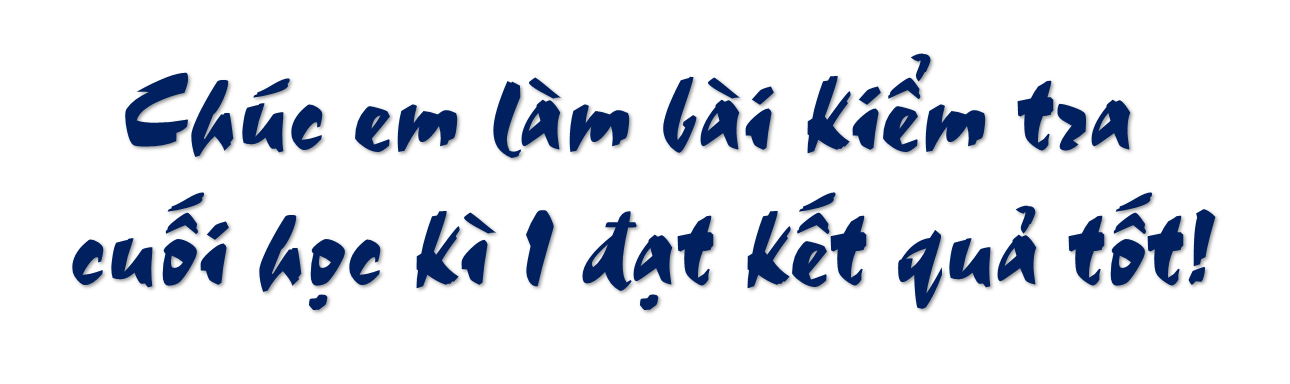 Chúc em làm bài kiểm tra
cuối học kì 1 đạt kết quả tốt!